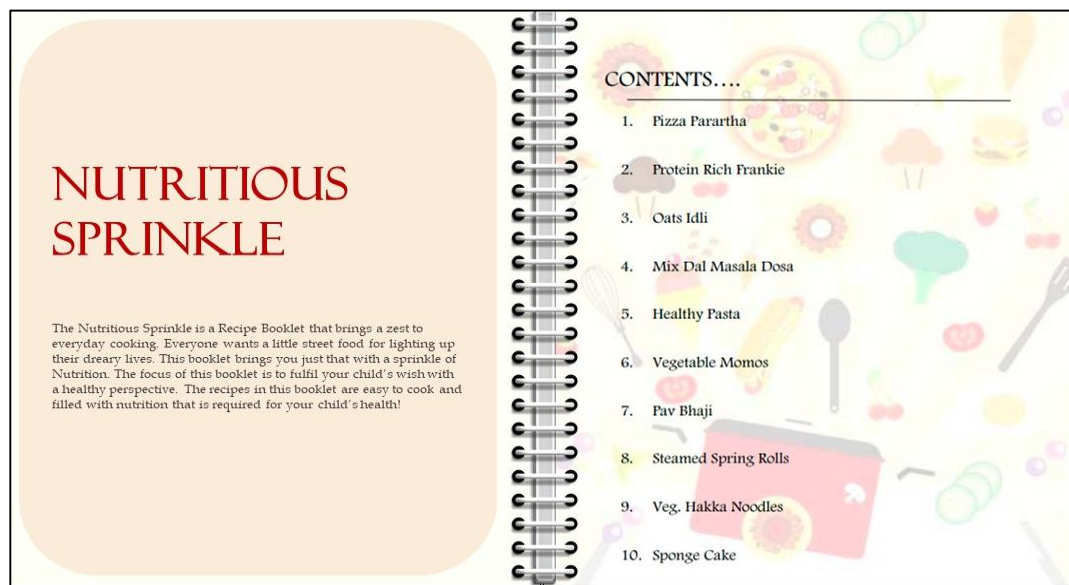 NUTRITIOUS
SPRINKLE
The Nutritious Sprinkle is a Recipe Booklet that brings a zest to
everyday cooking. Everyone wants a little street food for lighting up
their dreary lives. This booklet brings you just that with a sprinkle of
Nutrition. The focus of this booklet is to fulfil your child's wish with
a healthy perspective. The recipes in this booklet are easy to cook and
filled with nutrition that is required for your child's health!
CONTENTS....
1. Pizza Parartha
2. Protein Rich Frankie
3. Oats Idli
4. Mix Dal Masala Dosa
5. Healthy Pasta
6. Vegetable Momos
7. Pav Bhaji
8. Steamed Spring Rolls
9. Veg. Hakka Noodles
10. Sponge Cake